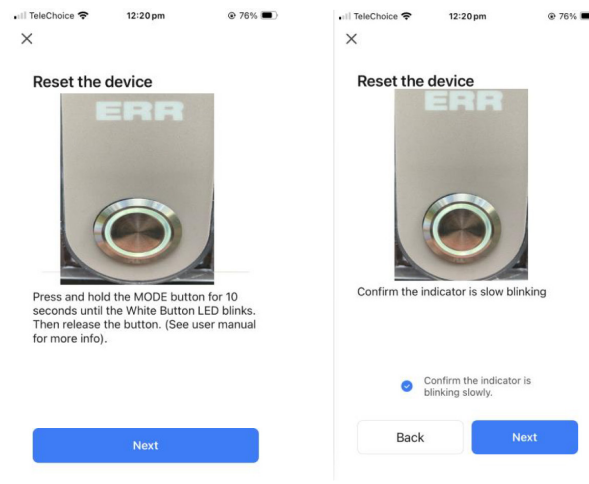 TeleChoice 12:20 pm 76%
Reset the device
ERR
Press and hold the MODE button for 10
seconds until the White Button LED blinks.
Then release the button. (See user manual
for more info).
Next
TeleChoice 12:20 pm 76%
Reset the device
ERR
Confirm the indicator is slow blinking
Confirm the indicator is
blinking slowly.
Back Next